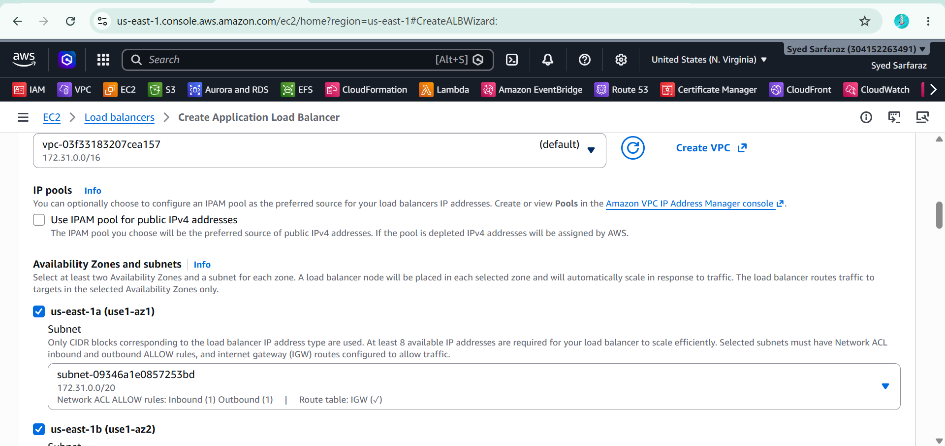 us-east-1.console.aws.amazon.com/ec2/home?region=us-east-1#CreateALBWizard:
aws
Search
[Alt+S]
United States (N. Virginia) ▼
Syed Sarfaraz (304152263491) ▼
Syed Sarfaraz
IAM VPC EC2 S3 Aurora and RDS EFS CloudFormation Lambda Amazon EventBridge Route 53 Certificate Manager CloudFront CloudWatch
EC2 > Load balancers > Create Application Load Balancer
vpc-03f33183207cea157 (default)
172.31.0.0/16
Create VPC
IP pools Info
You can optionally choose to configure an IPAM pool as the preferred source for your load balancers IP addresses. Create or view Pools in the Amazon VPC IP Address Manager console.
Use IPAM pool for public IPv4 addresses
The IPAM pool you choose will be the preferred source of public IPv4 addresses. If the pool is depleted IPv4 addresses will be assigned by AWS.
Availability Zones and subnets | Info
Select at least two Availability Zones and a subnet for each zone. A load balancer node will be placed in each selected zone and will automatically scale in response to traffic. The load balancer routes traffic to
targets in the selected Availability Zones only.
us-east-1a (use1-az1)
Subnet
Only CIDR blocks corresponding to the load balancer IP address type are used. At least 8 available IP addresses are required for your load balancer to scale efficiently. Selected subnets must have Network ACL
inbound and outbound ALLOW rules, and internet gateway (IGW) routes configured to allow traffic.
subnet-09346a1e0857253bd
172.31.0.0/20
Network ACL ALLOW rules: Inbound (1) Outbound (1) | Route table: IGW (✓)
us-east-1b (use1-az2)
Subnet